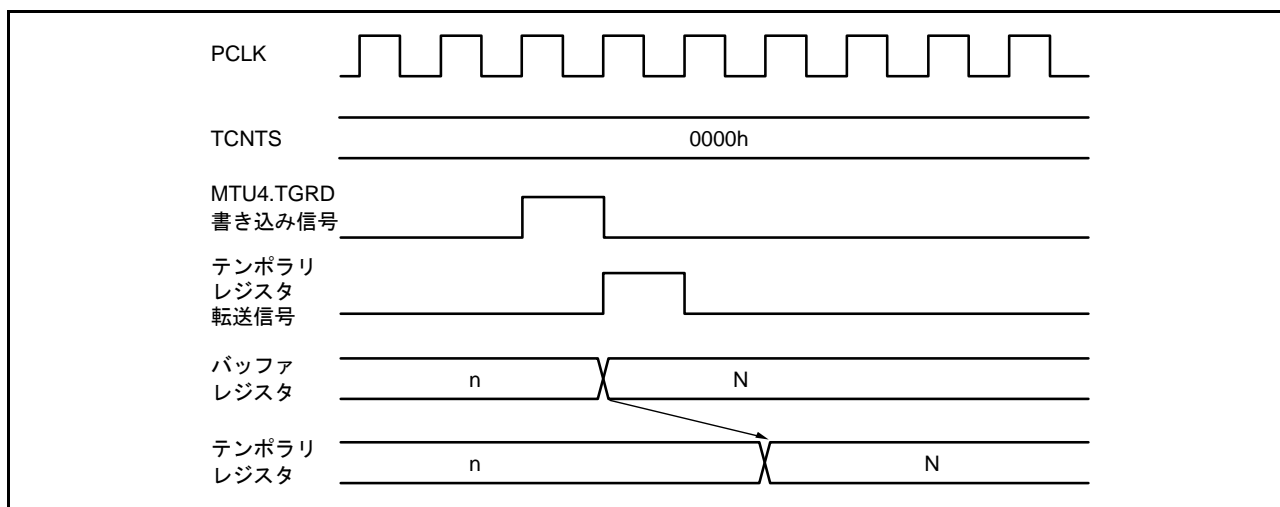 PCLK
TCNTS
0000h
MTU4.TGRD
書き込み信号
テンポラリ
レジスタ
転送信号
バッファ
レジスタ
n
N
テンポラリ
レジスタ
n
N